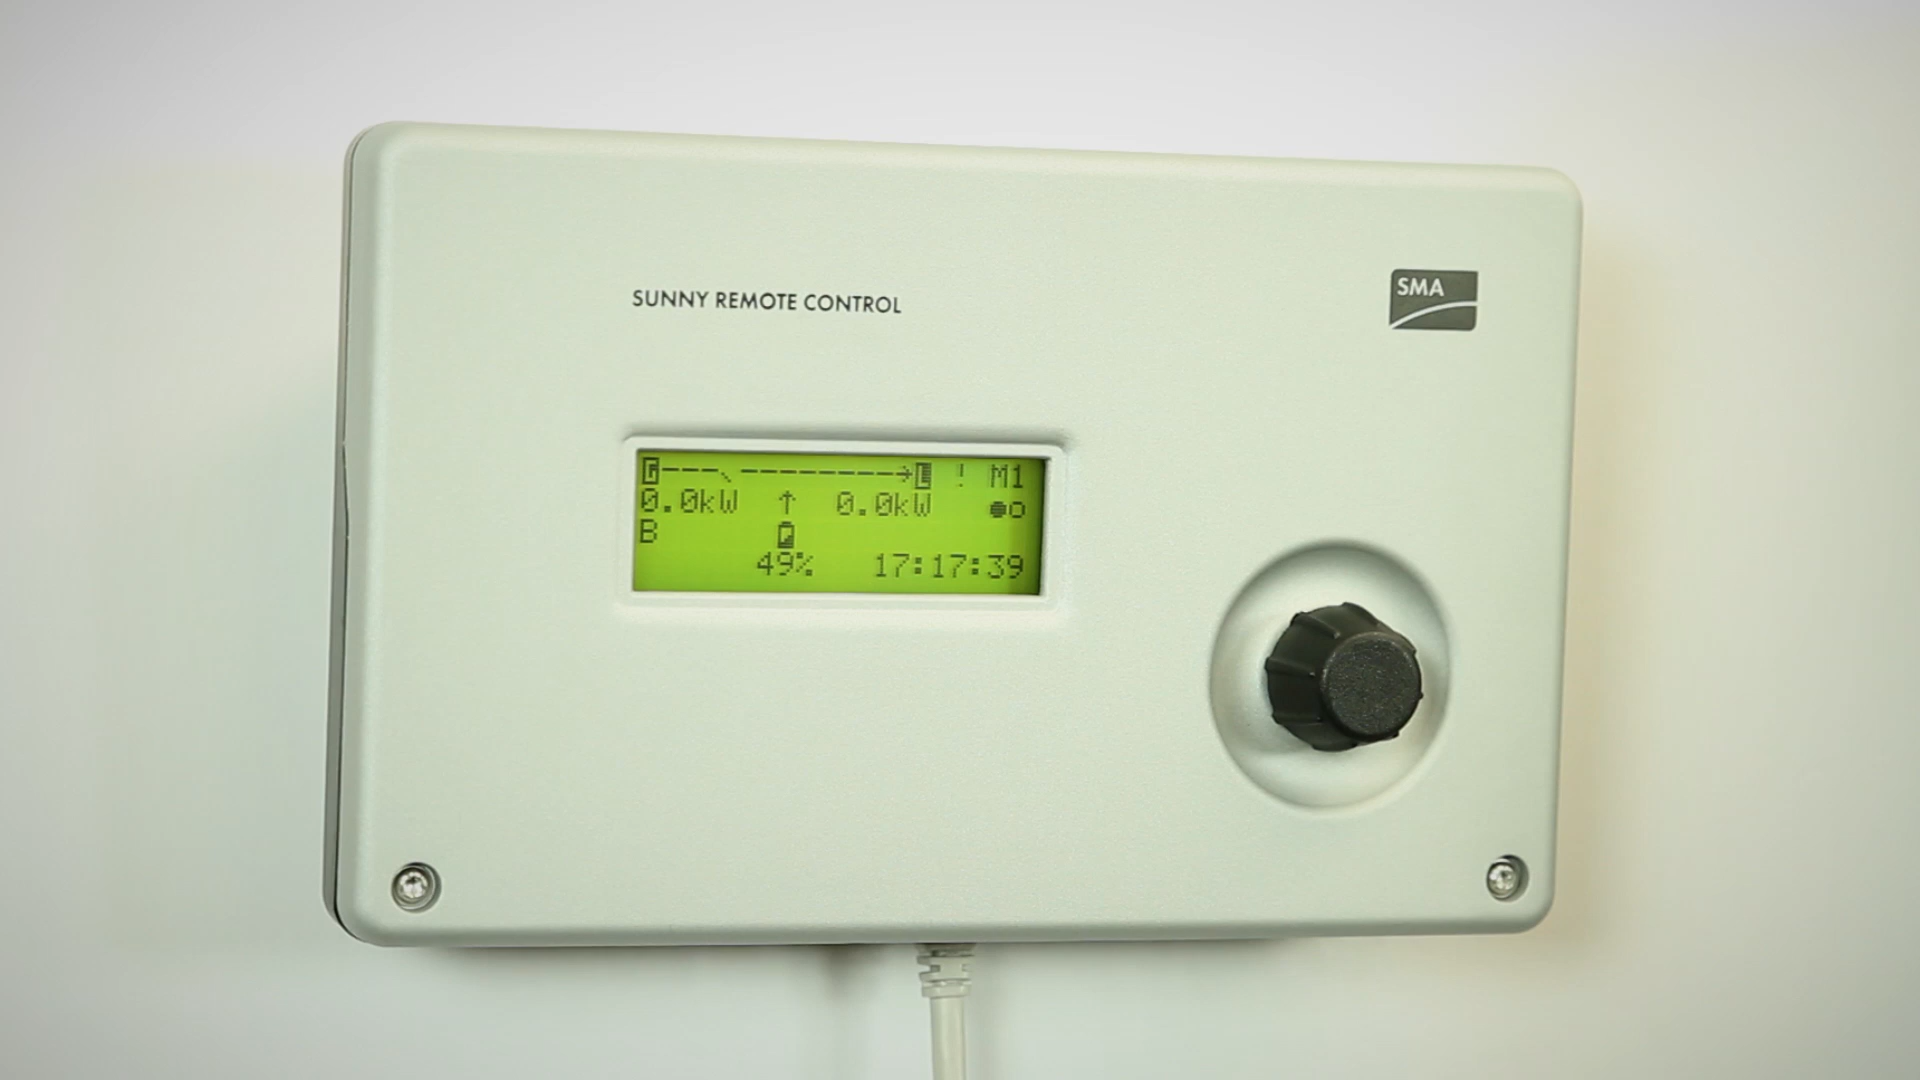 SUNNY REMOTE CONTROL
SMA
G----- ----------→ ! M1
0.0kW ↑ 0.0kW ●○
B
49% 17:17:39